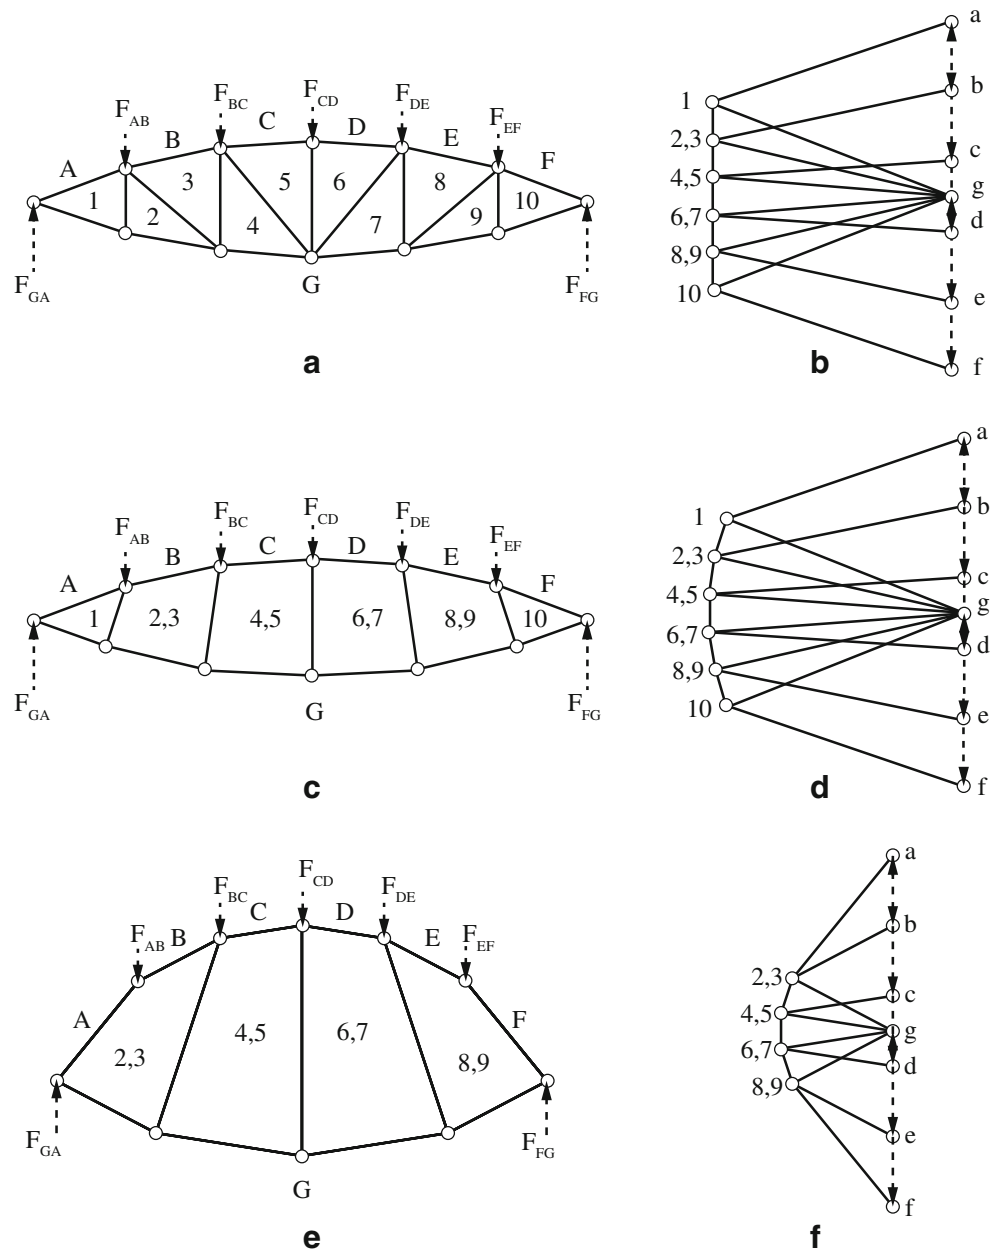 F_AB F_BC F_CD F_DE F_EF
A B C D E F
1 2 3 4 5 6 7 8 9 10
F_GA G F_FG
a
a
b
c
g
d
e
f
1
2,3
4,5
6,7
8,9
10
b
F_AB F_BC F_CD F_DE F_EF
A B C D E F
1 2,3 4,5 6,7 8,9 10
F_GA G F_FG
c
a
b
c
g
d
e
f
1
2,3
4,5
6,7
8,9
10
d
F_AB F_BC F_CD F_DE F_EF
A B C D E F
2,3 4,5 6,7 8,9
F_GA G F_FG
e
a
b
c
g
d
e
f
2,3
4,5
6,7
8,9
f